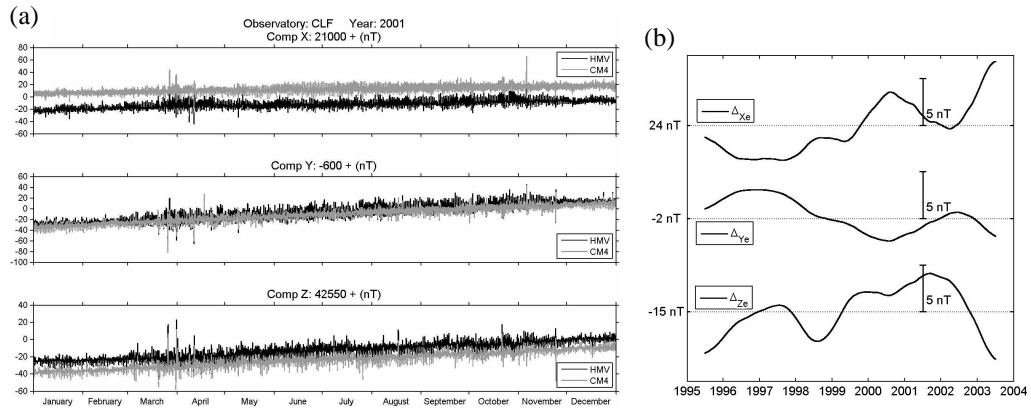 (a)
Observatory: CLF Year: 2001
Comp X: 21000 + (nT)
80
60
40
20
0
-20
-40
-60
HMV
CM4
Comp Y: -600 + (nT)
60
40
20
0
-20
-40
-60
-80
-100
HMV
CM4
Comp Z: 42550 + (nT)
40
20
0
-20
-40
-60
HMV
CM4
January February March April May June July August September October November December
(b)
Δ_Xe
5 nT
24 nT
Δ_Ye
5 nT
-2 nT
Δ_Ze
5 nT
-15 nT
1995 1996 1997 1998 1999 2000 2001 2002 2003 2004